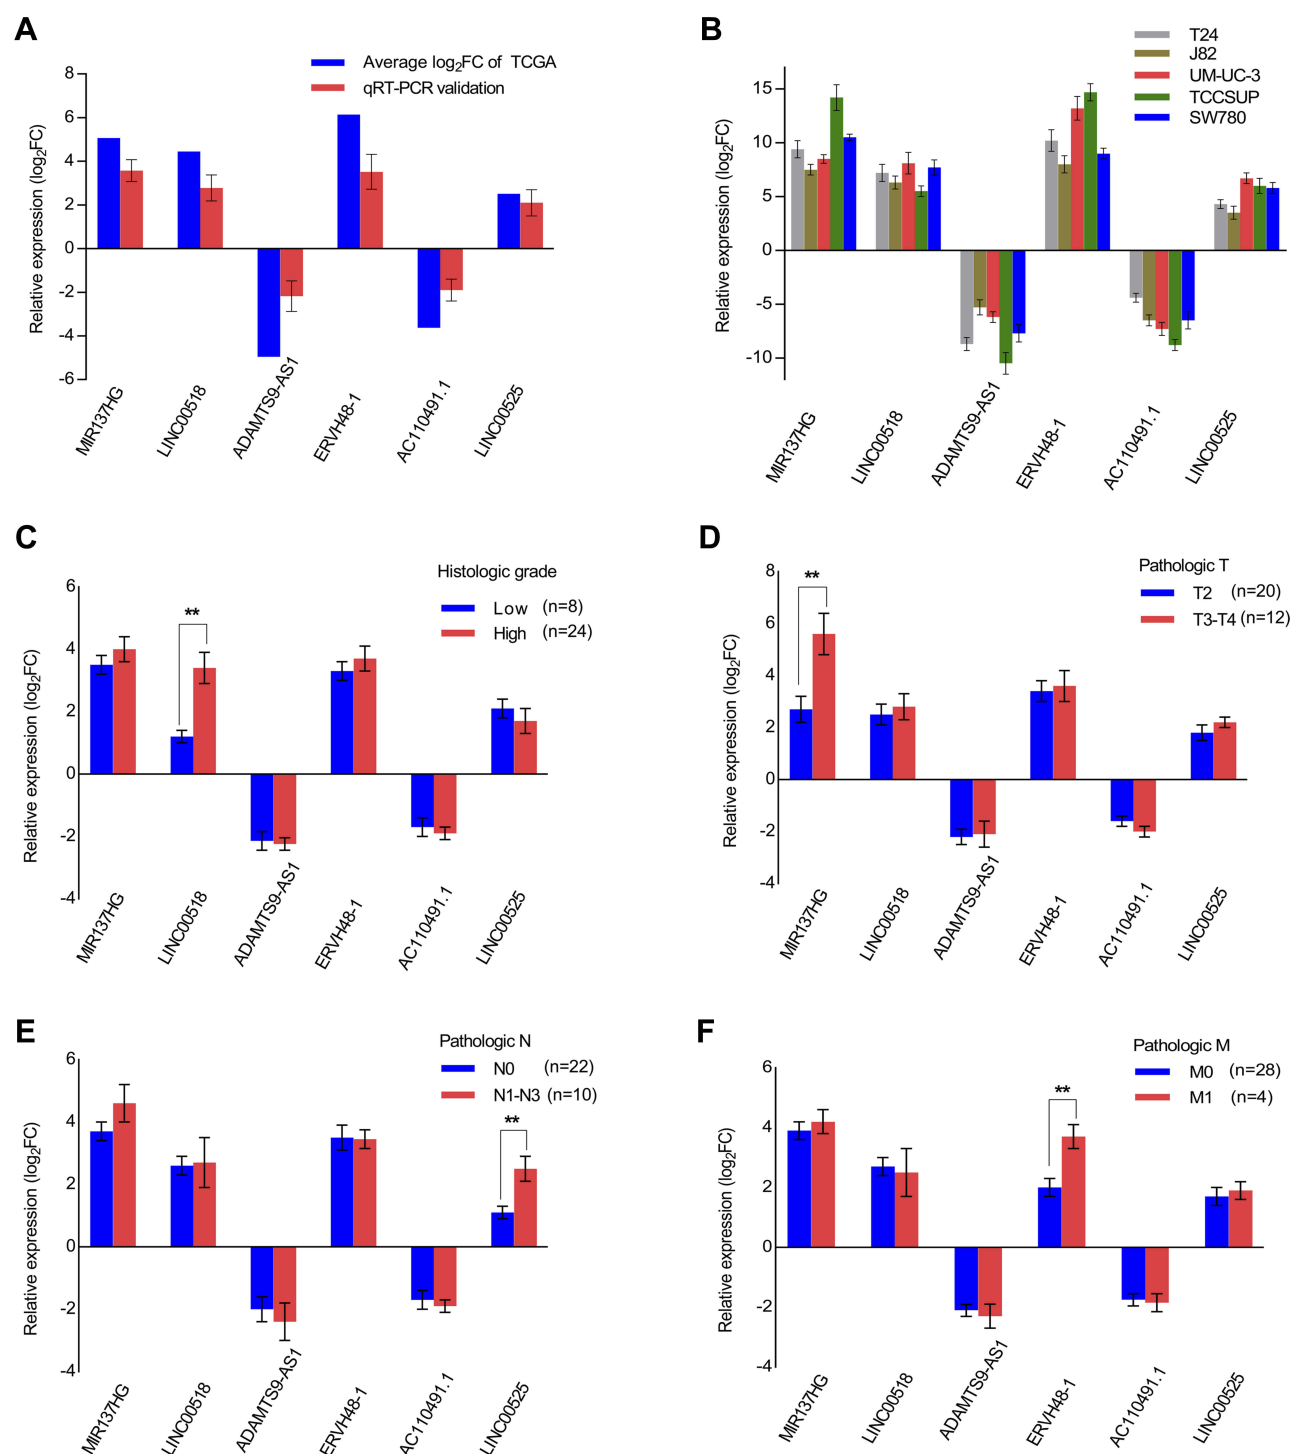 A
Average log2FC of TCGA
qRT-PCR validation
Relative expression (log2FC)
8
6
4
2
0
-2
-4
-6
MIR137HG
LINC00518
ADAMTS9-AS1
ERVH48-1
AC110491.1
LINC00525
B
T24
J82
UM-UC-3
TCCSUP
SW780
Relative expression (log2FC)
15
10
5
0
-5
-10
MIR137HG
LINC00518
ADAMTS9-AS1
ERVH48-1
AC110491.1
LINC00525
C
Histologic grade
Low (n=8)
High (n=24)
**
Relative expression (log2FC)
6
4
2
0
-2
-4
MIR137HG
LINC00518
ADAMTS9-AS1
ERVH48-1
AC110491.1
LINC00525
D
Pathologic T
T2 (n=20)
T3-T4 (n=12)
**
Relative expression (log2FC)
8
6
4
2
0
-2
-4
MIR137HG
LINC00518
ADAMTS9-AS1
ERVH48-1
AC110491.1
LINC00525
E
Pathologic N
N0 (n=22)
N1-N3 (n=10)
**
Relative expression (log2FC)
6
4
2
0
-2
-4
MIR137HG
LINC00518
ADAMTS9-AS1
ERVH48-1
AC110491.1
LINC00525
F
Pathologic M
M0 (n=28)
M1 (n=4)
**
Relative expression (log2FC)
6
4
2
0
-2
-4
MIR137HG
LINC00518
ADAMTS9-AS1
ERVH48-1
AC110491.1
LINC00525